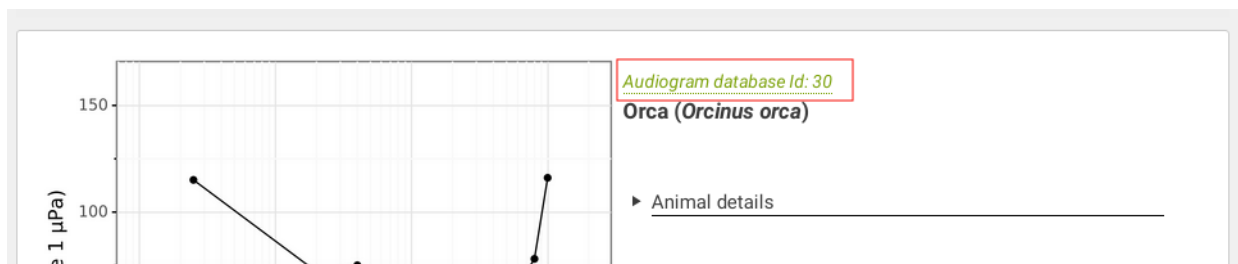 Audiogram database Id: 30
Orca (Orcinus orca)
150
100
e 1 µPa)
Animal details